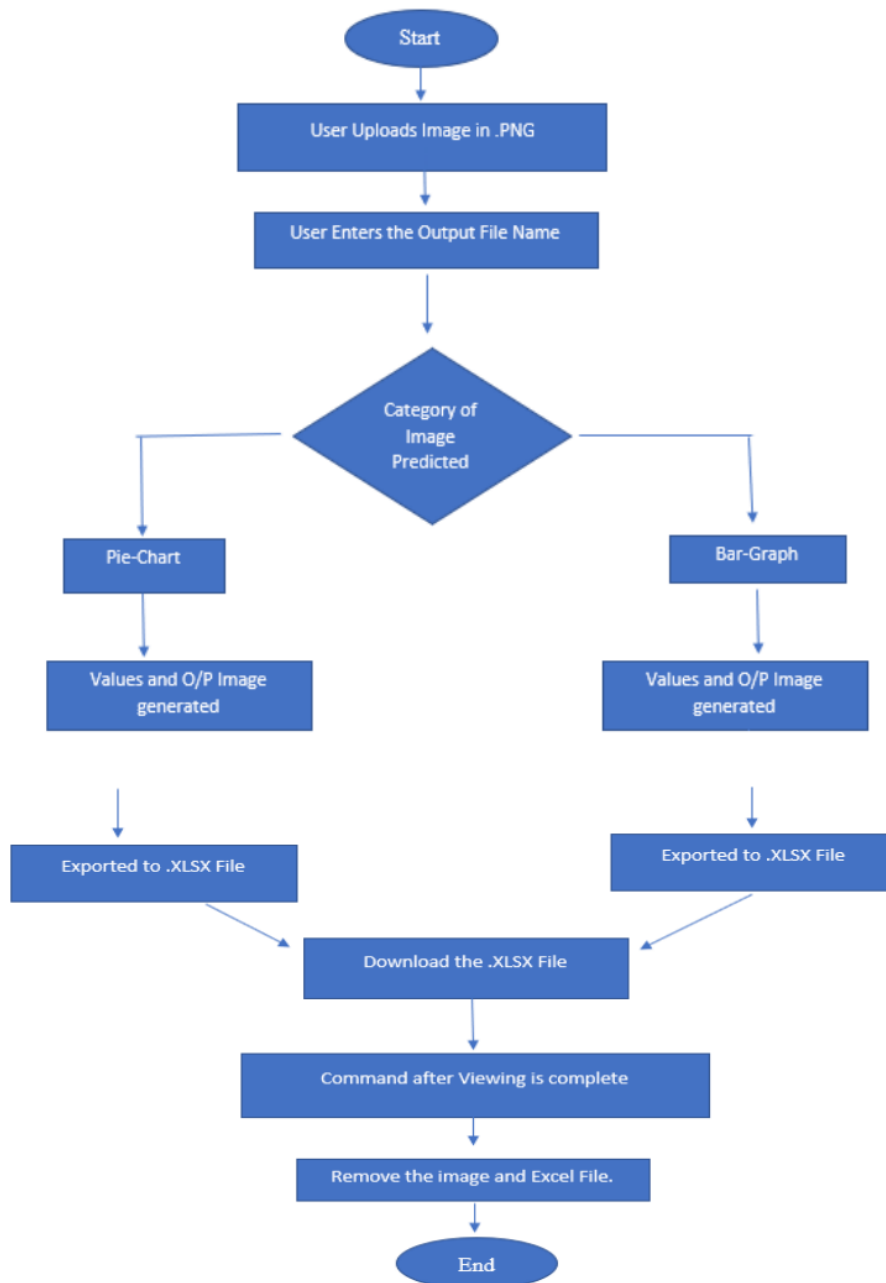 Start
User Uploads Image in .PNG
User Enters the Output File Name
Category of
Image
Predicted
Pie-Chart
Bar-Graph
Values and O/P Image
generated
Values and O/P Image
generated
Exported to .XLSX File
Exported to .XLSX File
Download the .XLSX File
Command after Viewing is complete
Remove the image and Excel File.
End